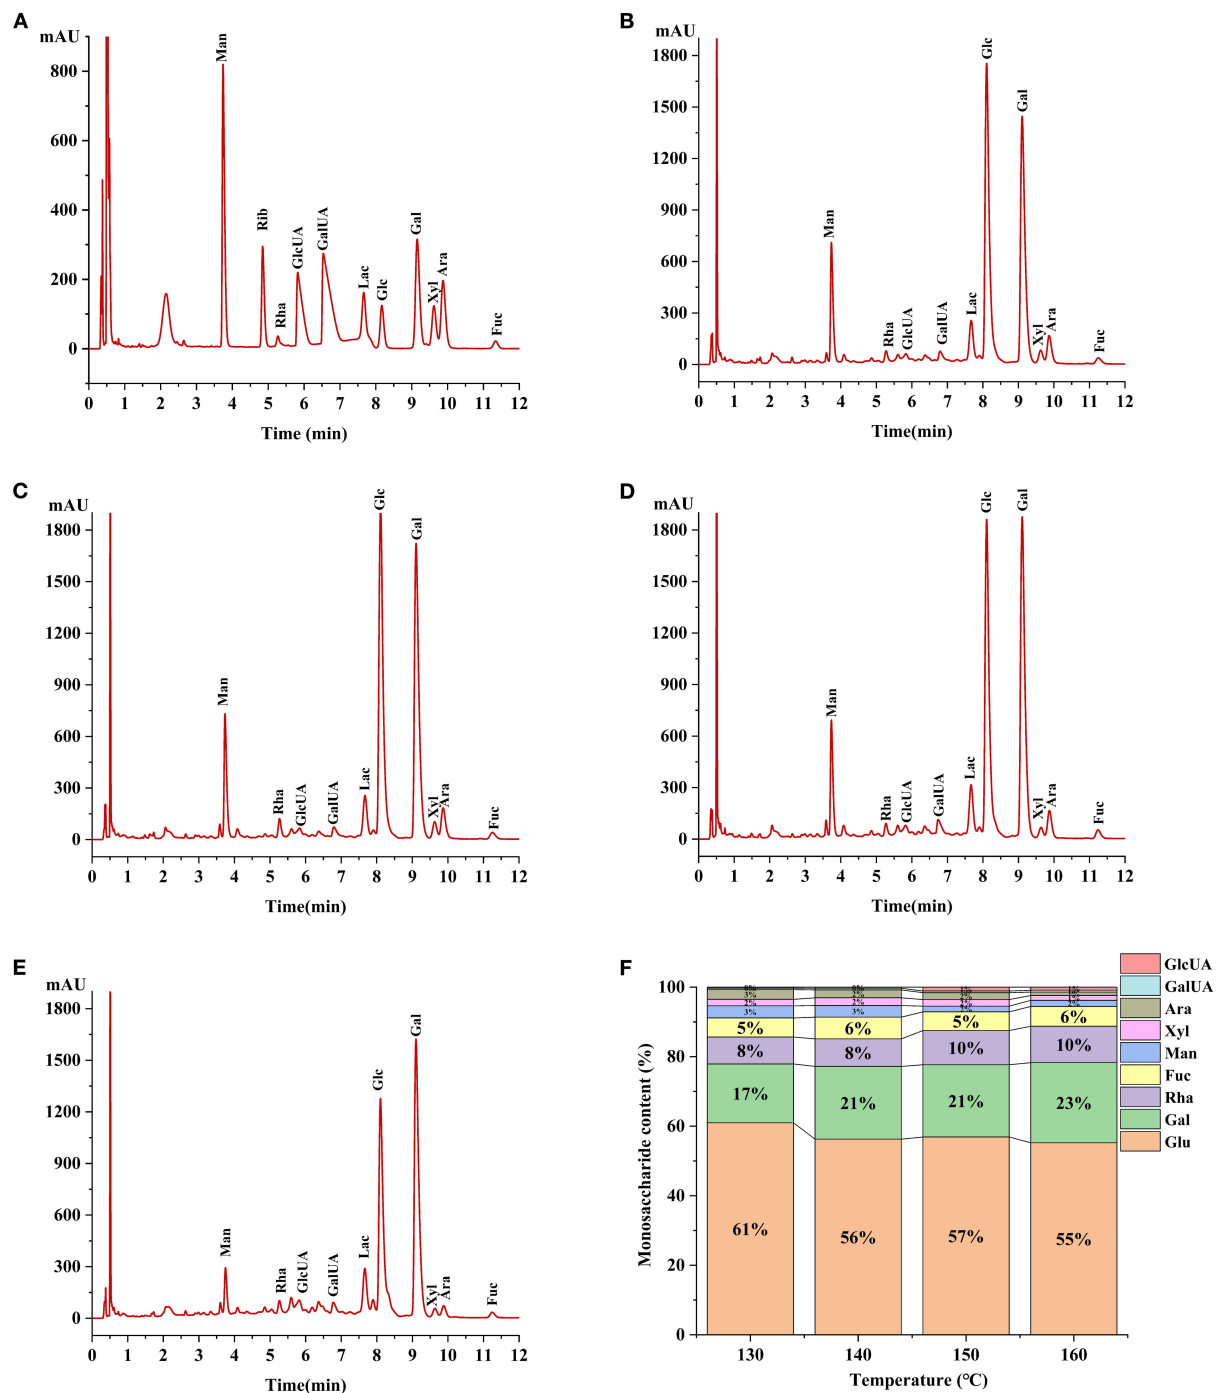 A
mAU
Man
Rib
Rha
GlcUA
GalUA
Lac
Glc
Gal
Xyl
Ara
Fuc
800
600
400
200
0
0 1 2 3 4 5 6 7 8 9 10 11 12
Time (min)
B
mAU
Man
Rha
GlcUA
GalUA
Lac
Glc
Gal
Xyl
Ara
Fuc
1800
1500
1200
900
600
300
0
0 1 2 3 4 5 6 7 8 9 10 11 12
Time(min)
C
mAU
Man
Rha
GlcUA
GalUA
Lac
Glc
Gal
Xyl
Ara
Fuc
1800
1500
1200
900
600
300
0
0 1 2 3 4 5 6 7 8 9 10 11 12
Time(min)
D
mAU
Man
Rha
GlcUA
GalUA
Lac
Glc
Gal
Xyl
Ara
Fuc
1800
1500
1200
900
600
300
0
0 1 2 3 4 5 6 7 8 9 10 11 12
Time(min)
E
mAU
Man
Rha
GlcUA
GalUA
Lac
Glc
Gal
Xyl
Ara
Fuc
1800
1500
1200
900
600
300
0
0 1 2 3 4 5 6 7 8 9 10 11 12
Time(min)
F
Monosaccharide content (%)
100
80
60
40
20
0
3% 2%
2% 2%
3% 3%
5% 6% 5% 6%
8% 8% 10% 10%
17% 21% 21% 23%
61% 56% 57% 55%
130 140 150 160
Temperature (°C)
GlcUA
GalUA
Ara
Xyl
Man
Fuc
Rha
Gal
Glu